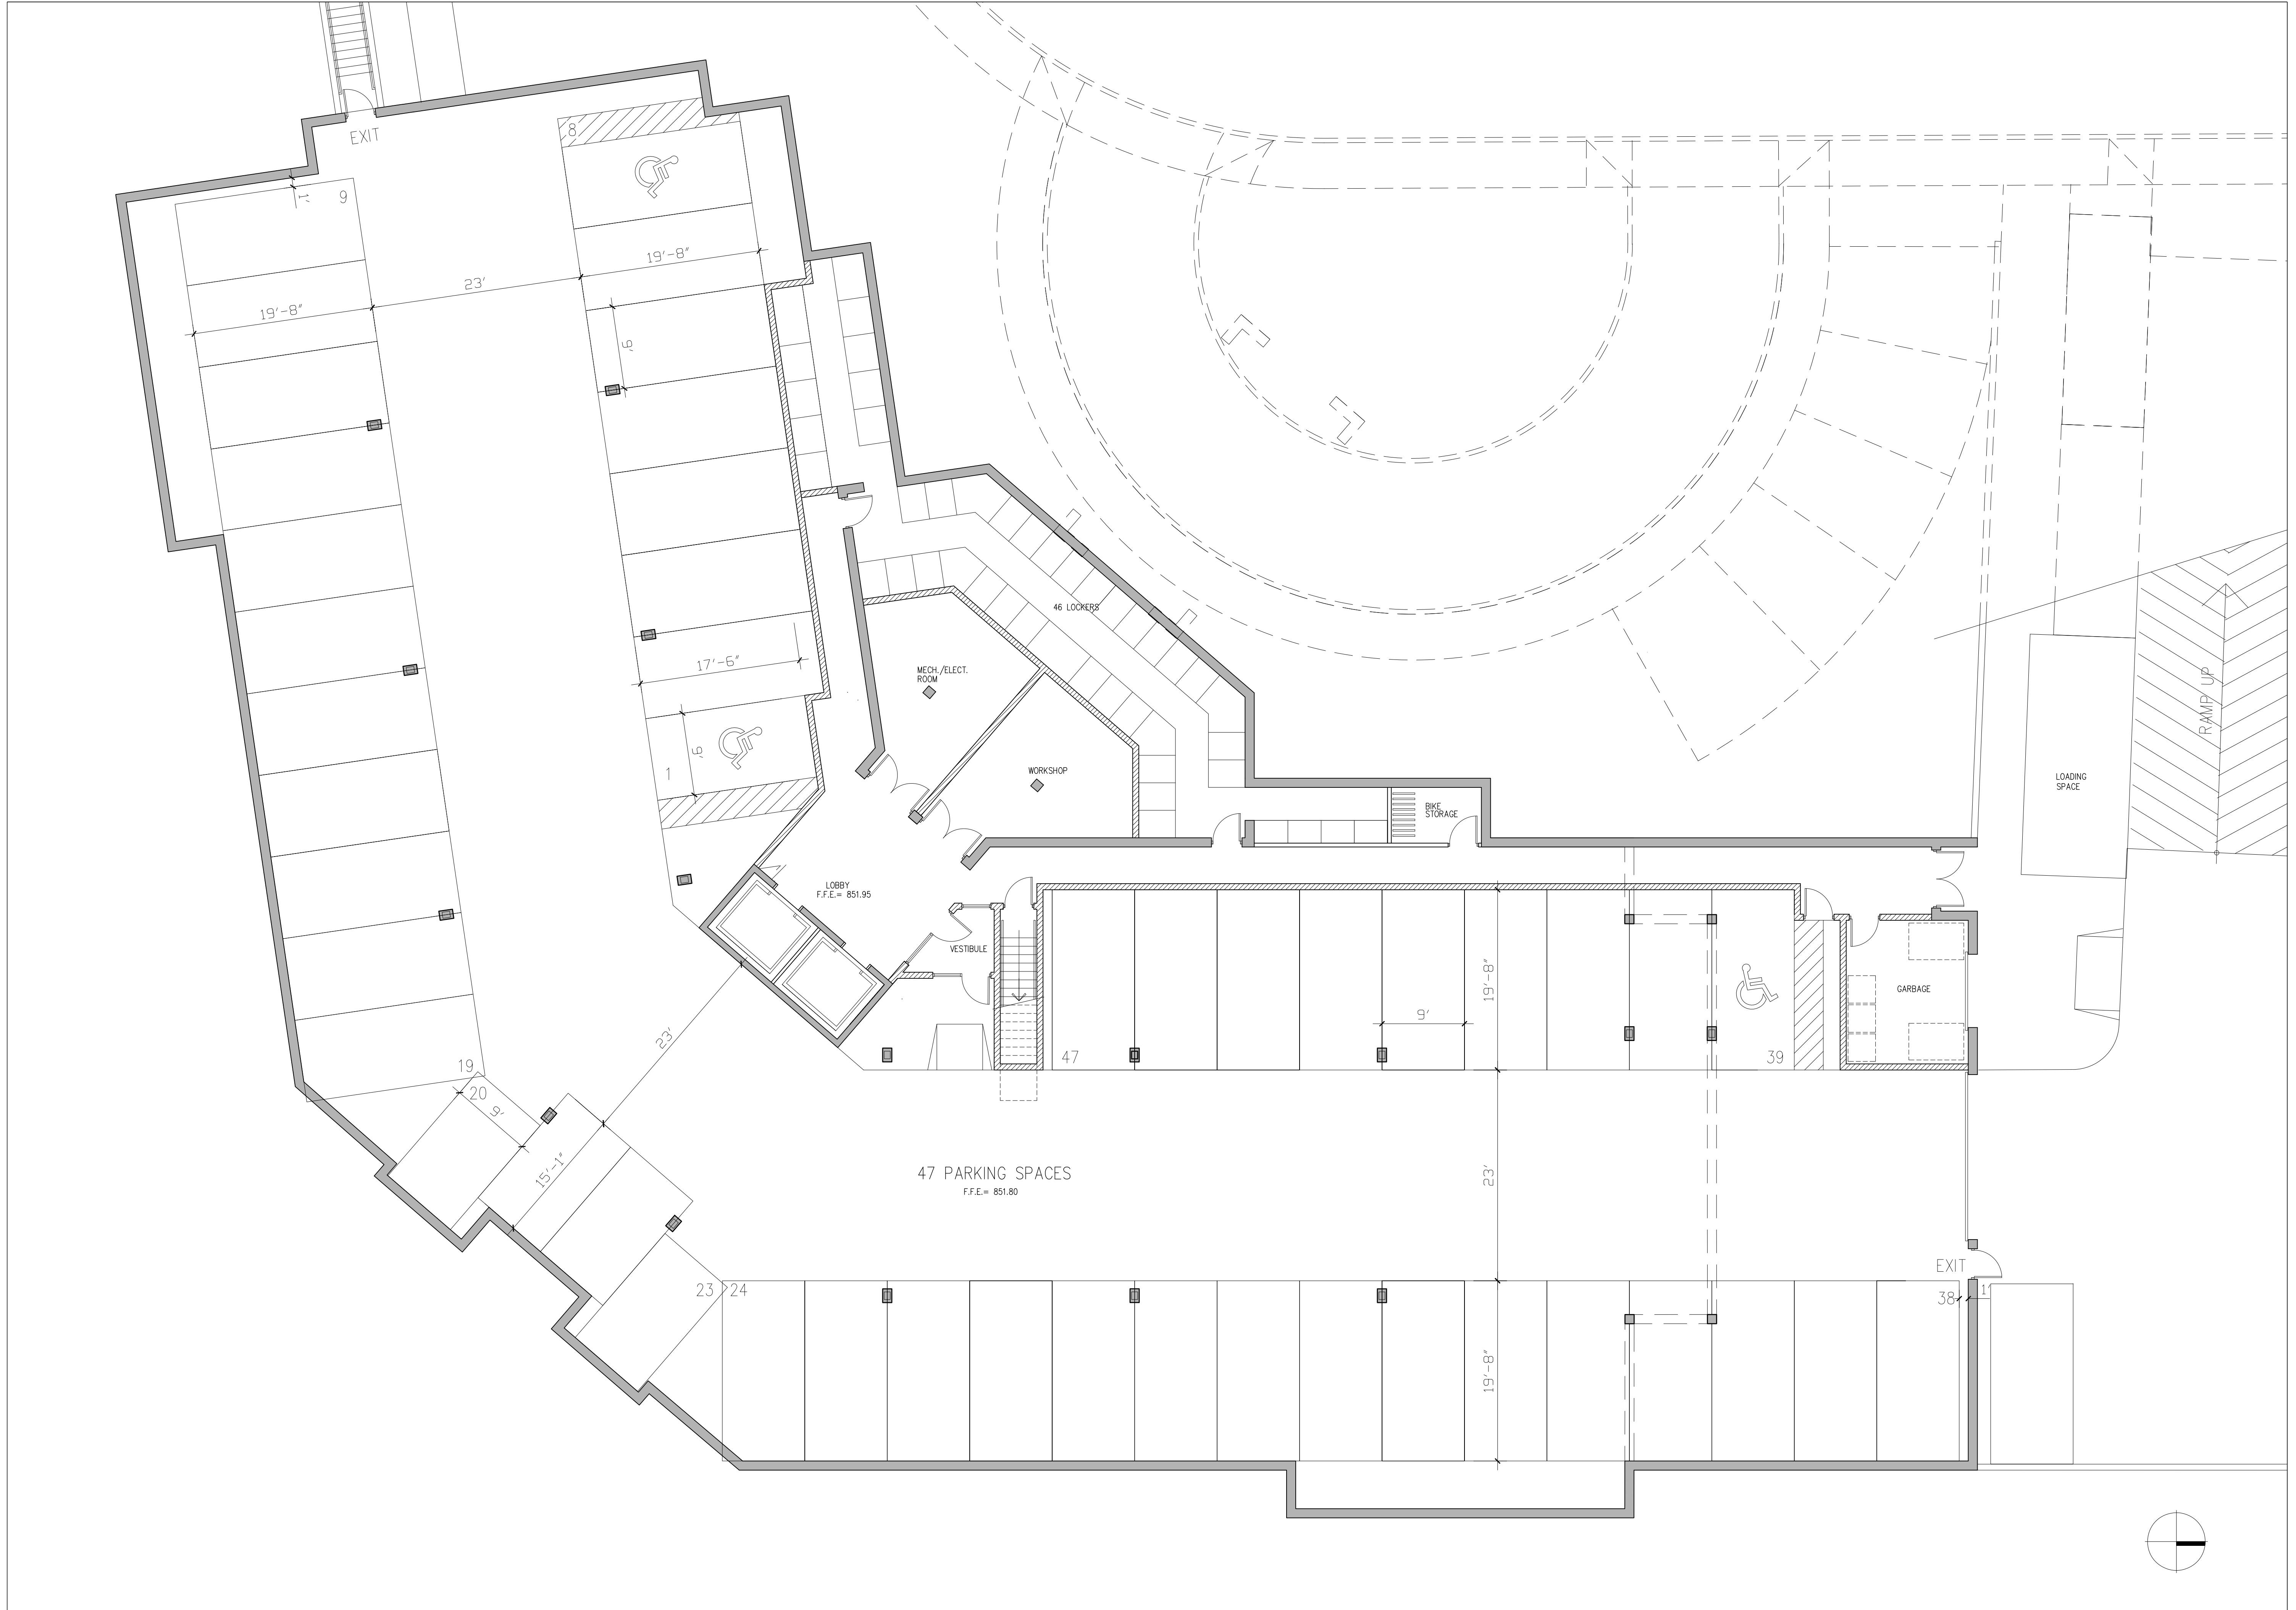 EXIT
8
1'
9
19'-8"
23'
19'-8"
9'
17'-6"
9'
1
46 LOCKERS
MECH./ELECT.
ROOM
WORKSHOP
BIKE
STORAGE
LOADING
SPACE
RAMP UP
LOBBY
F.F.E.= 851.95
VESTIBULE
19'-8"
9'
GARBAGE
47
39
23'
19
20
9'
15'-1"
47 PARKING SPACES
F.F.E.= 851.80
23'
EXIT
23
24
38
1'
19'-8"